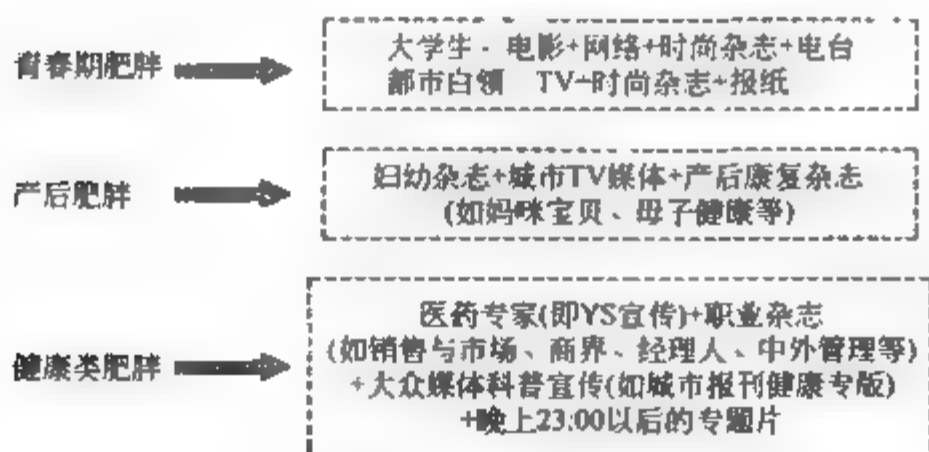 青春期肥胖
大学生- 电影+网络+时尚杂志+电台
都市白领 TV+时尚杂志+报纸
产后肥胖
妇幼杂志+城市TV媒体+产后康复杂志
(如妈咪宝贝、母子健康等)
健康类肥胖
医药专家(即YS宣传)+职业杂志
(如销售与市场、商界、经理人、中外管理等)
+大众媒体科普宣传(如城市报刊健康专版)
+晚上23:00以后的专题片